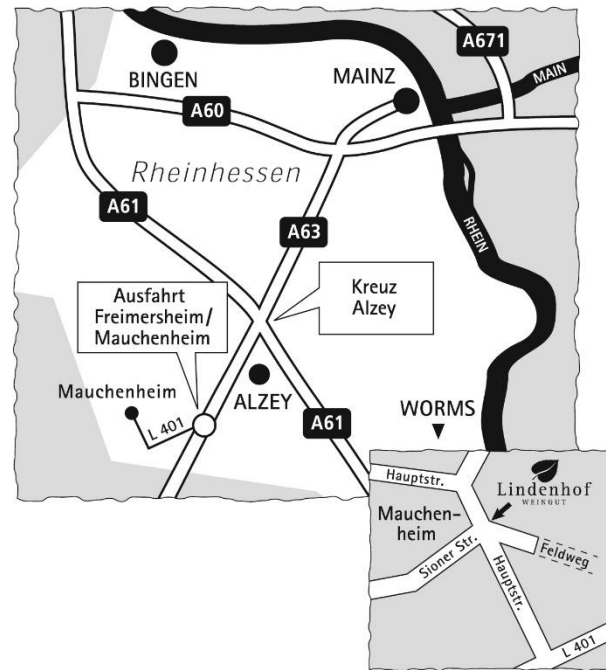 A671
BINGEN
MAINZ
MAIN
A60
Rheinhessen
A61
A63
RHEIN
Ausfahrt
Freimersheim/
Mauchenheim
Kreuz
Alzey
Mauchenheim
L 401
ALZEY
A61
WORMS
Hauptstr.
Lindenhof
WEINGUT
Mauchen-
heim
Sioner Str.
Hauptstr.
Feldweg
L 401